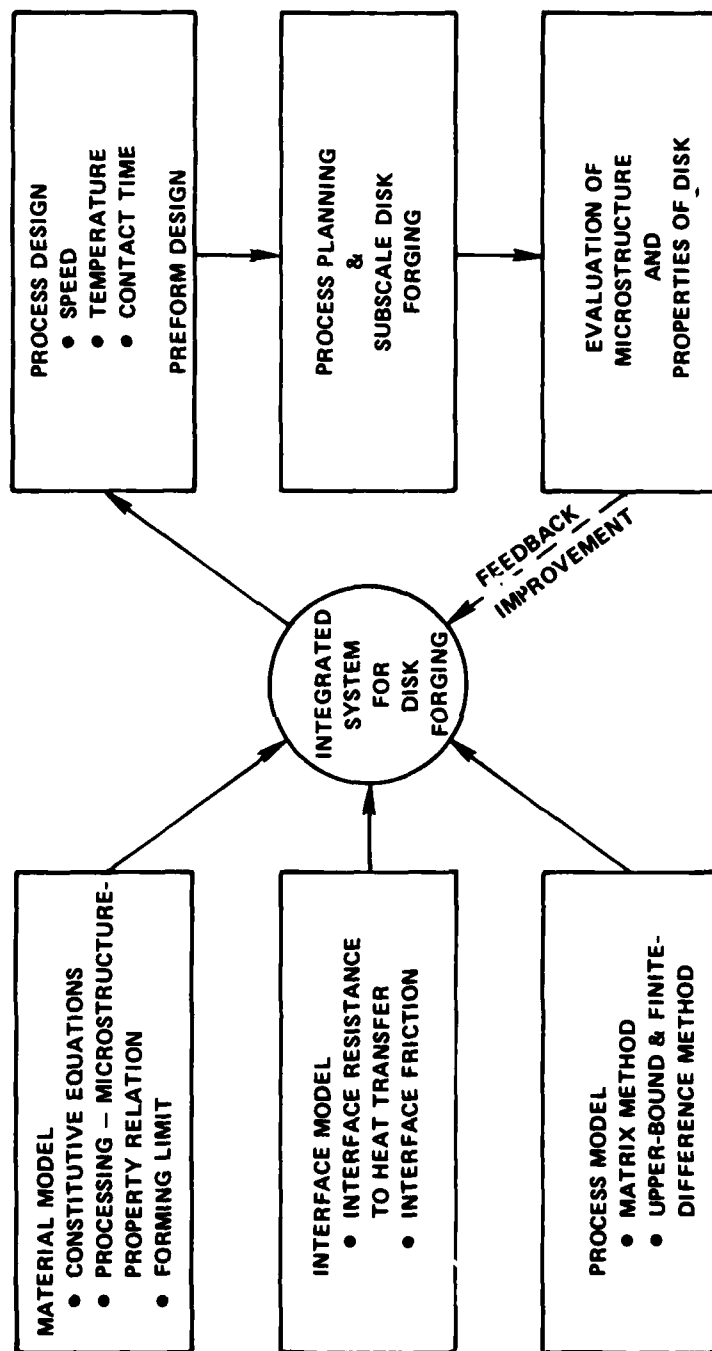 MATERIAL MODEL
● CONSTITUTIVE EQUATIONS
● PROCESSING – MICROSTRUCTURE-
PROPERTY RELATION
● FORMING LIMIT
INTERFACE MODEL
● INTERFACE RESISTANCE
TO HEAT TRANSFER
● INTERFACE FRICTION
PROCESS MODEL
● MATRIX METHOD
● UPPER-BOUND & FINITE-
DIFFERENCE METHOD
INTEGRATED
SYSTEM
FOR
DISK
FORGING
PROCESS DESIGN
● SPEED
● TEMPERATURE
● CONTACT TIME
PREFORM DESIGN
PROCESS PLANNING
&
SUBSCALE DISK
FORGING
EVALUATION OF
MICROSTRUCTURE
AND
PROPERTIES OF DISK
FEEDBACK
IMPROVEMENT